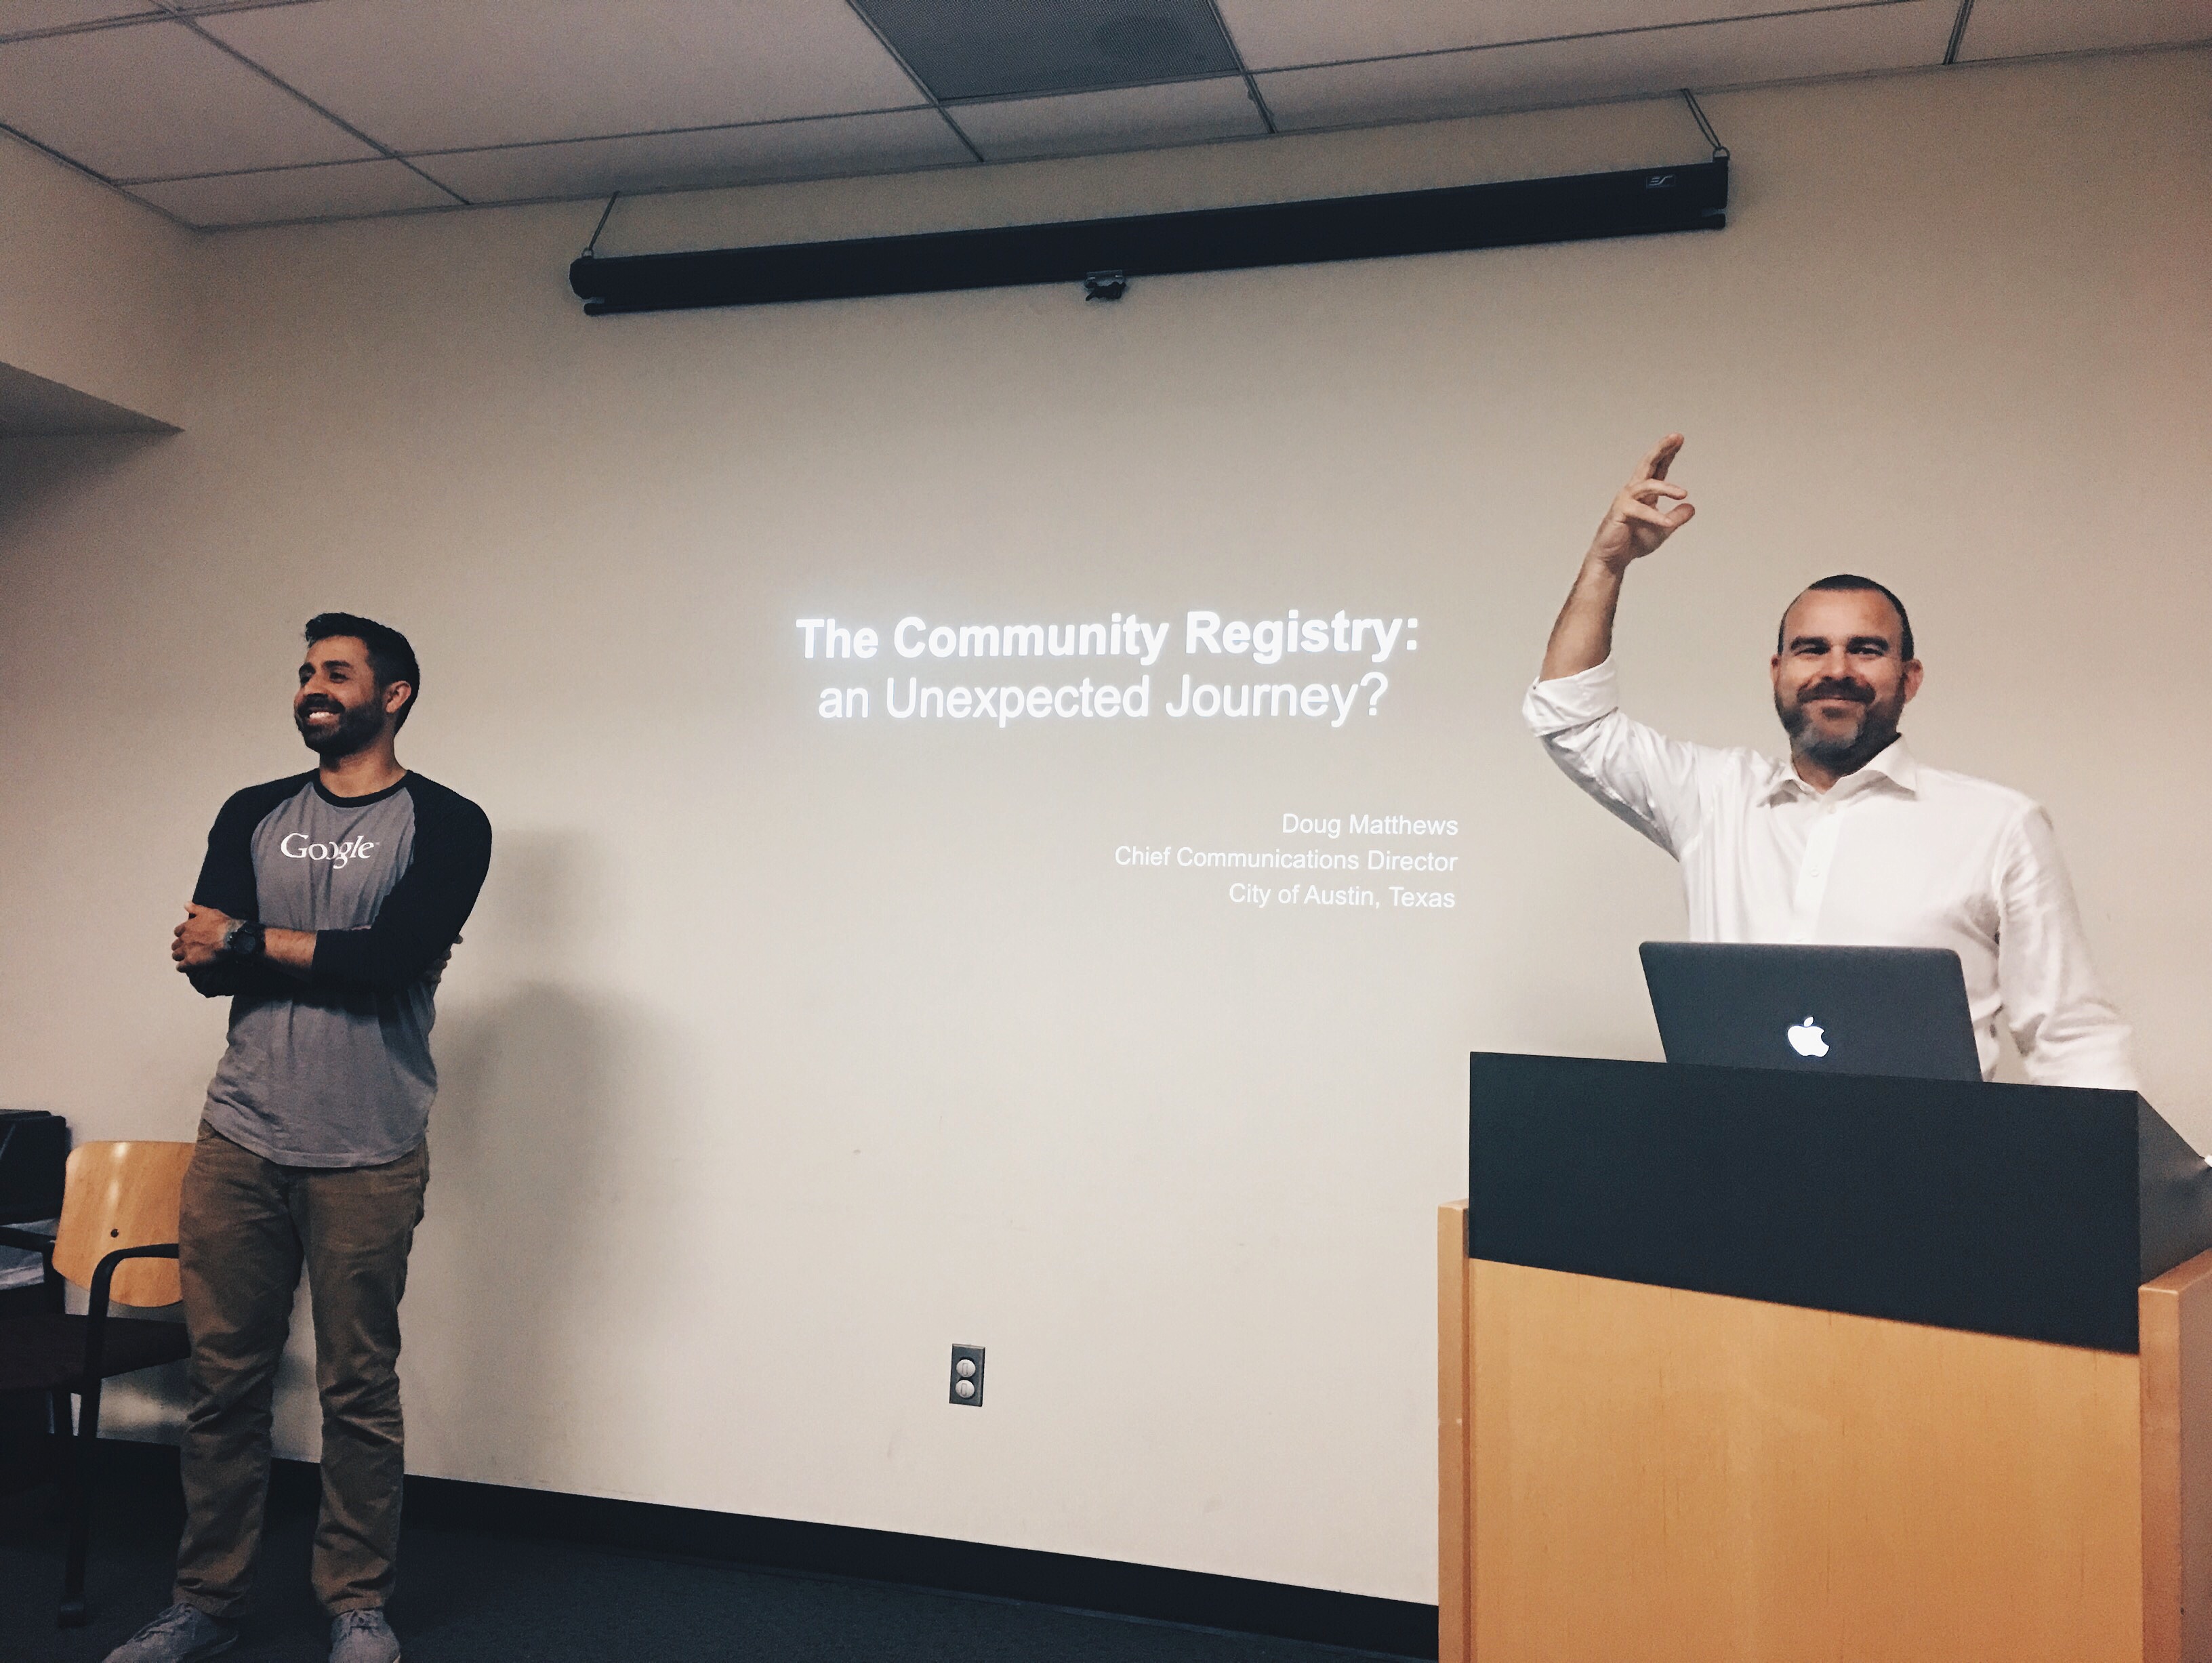 The Community Registry:
an Unexpected Journey?
Doug Matthews
Chief Communications Director
City of Austin, Texas
Google